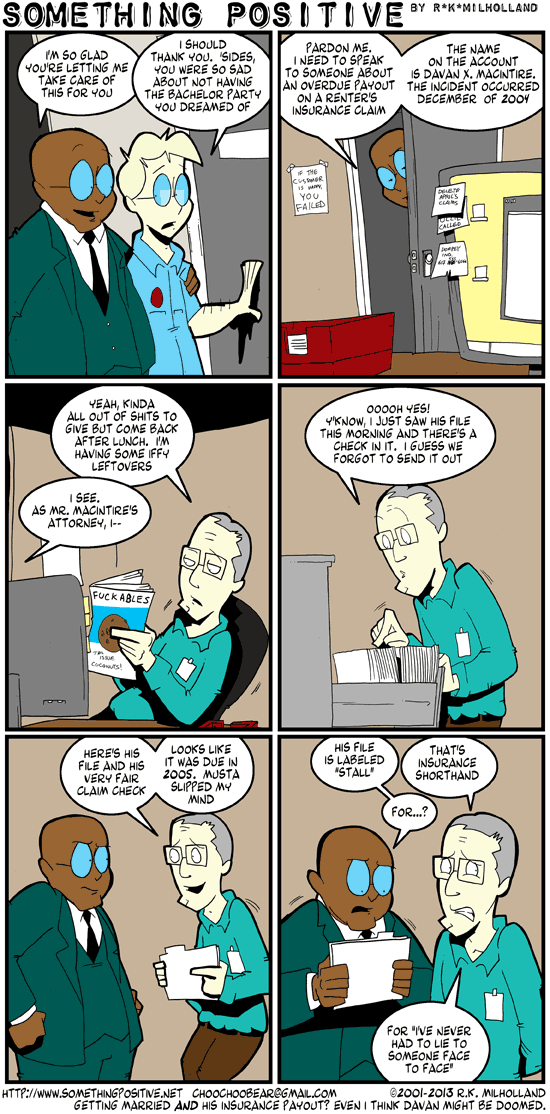 SOMETHING POSITIVE BY R*K*MILHOLLAND
I'M SO GLAD
YOU'RE LETTING ME
TAKE CARE OF
THIS FOR YOU
I SHOULD
THANK YOU. 'SIDES,
YOU WERE SO SAD
ABOUT NOT HAVING
THE BACHELOR PARTY
YOU DREAMED OF
PARDON ME.
I NEED TO SPEAK
TO SOMEONE ABOUT
AN OVERDUE PAYOUT
ON A RENTER'S
INSURANCE CLAIM
THE NAME
ON THE ACCOUNT
IS DAVAN X. MACINTIRE.
THE INCIDENT OCCURRED
DECEMBER OF 2004
IF THE
CUSTOMER
IS HAPPY,
YOU
FAILED
DELETE
APRIL'S
CLAIMS
CALLED
YEAH, KINDA
ALL OUT OF SHITS TO
GIVE BUT COME BACK
AFTER LUNCH. I'M
HAVING SOME IFFY
LEFTOVERS
I SEE.
AS MR. MACINTIRE'S
ATTORNEY, I--
FUCKABLES
THIS
ISSUE
COCONUTS!
OOOOH YES!
Y'KNOW, I JUST SAW HIS FILE
THIS MORNING AND THERE'S A
CHECK IN IT. I GUESS WE
FORGOT TO SEND IT OUT
HERE'S HIS
FILE AND HIS
VERY FAIR
CLAIM CHECK
LOOKS LIKE
IT WAS DUE IN
2005. MUSTA
SLIPPED MY
MIND
HIS FILE
IS LABELED
"STALL"
THAT'S
INSURANCE
SHORTHAND
FOR...?
FOR "I'VE NEVER
HAD TO LIE TO
SOMEONE FACE
TO FACE"
HTTP://WWW.SOMETHINGPOSITIVE.NET CHOOCHOOBEAR@GMAIL.COM ©2001-2013 R.K. MILHOLLAND
GETTING MARRIED AND HIS INSURANCE PAYOUT? EVEN I THINK DAVAN MIGHT BE DOOMED.